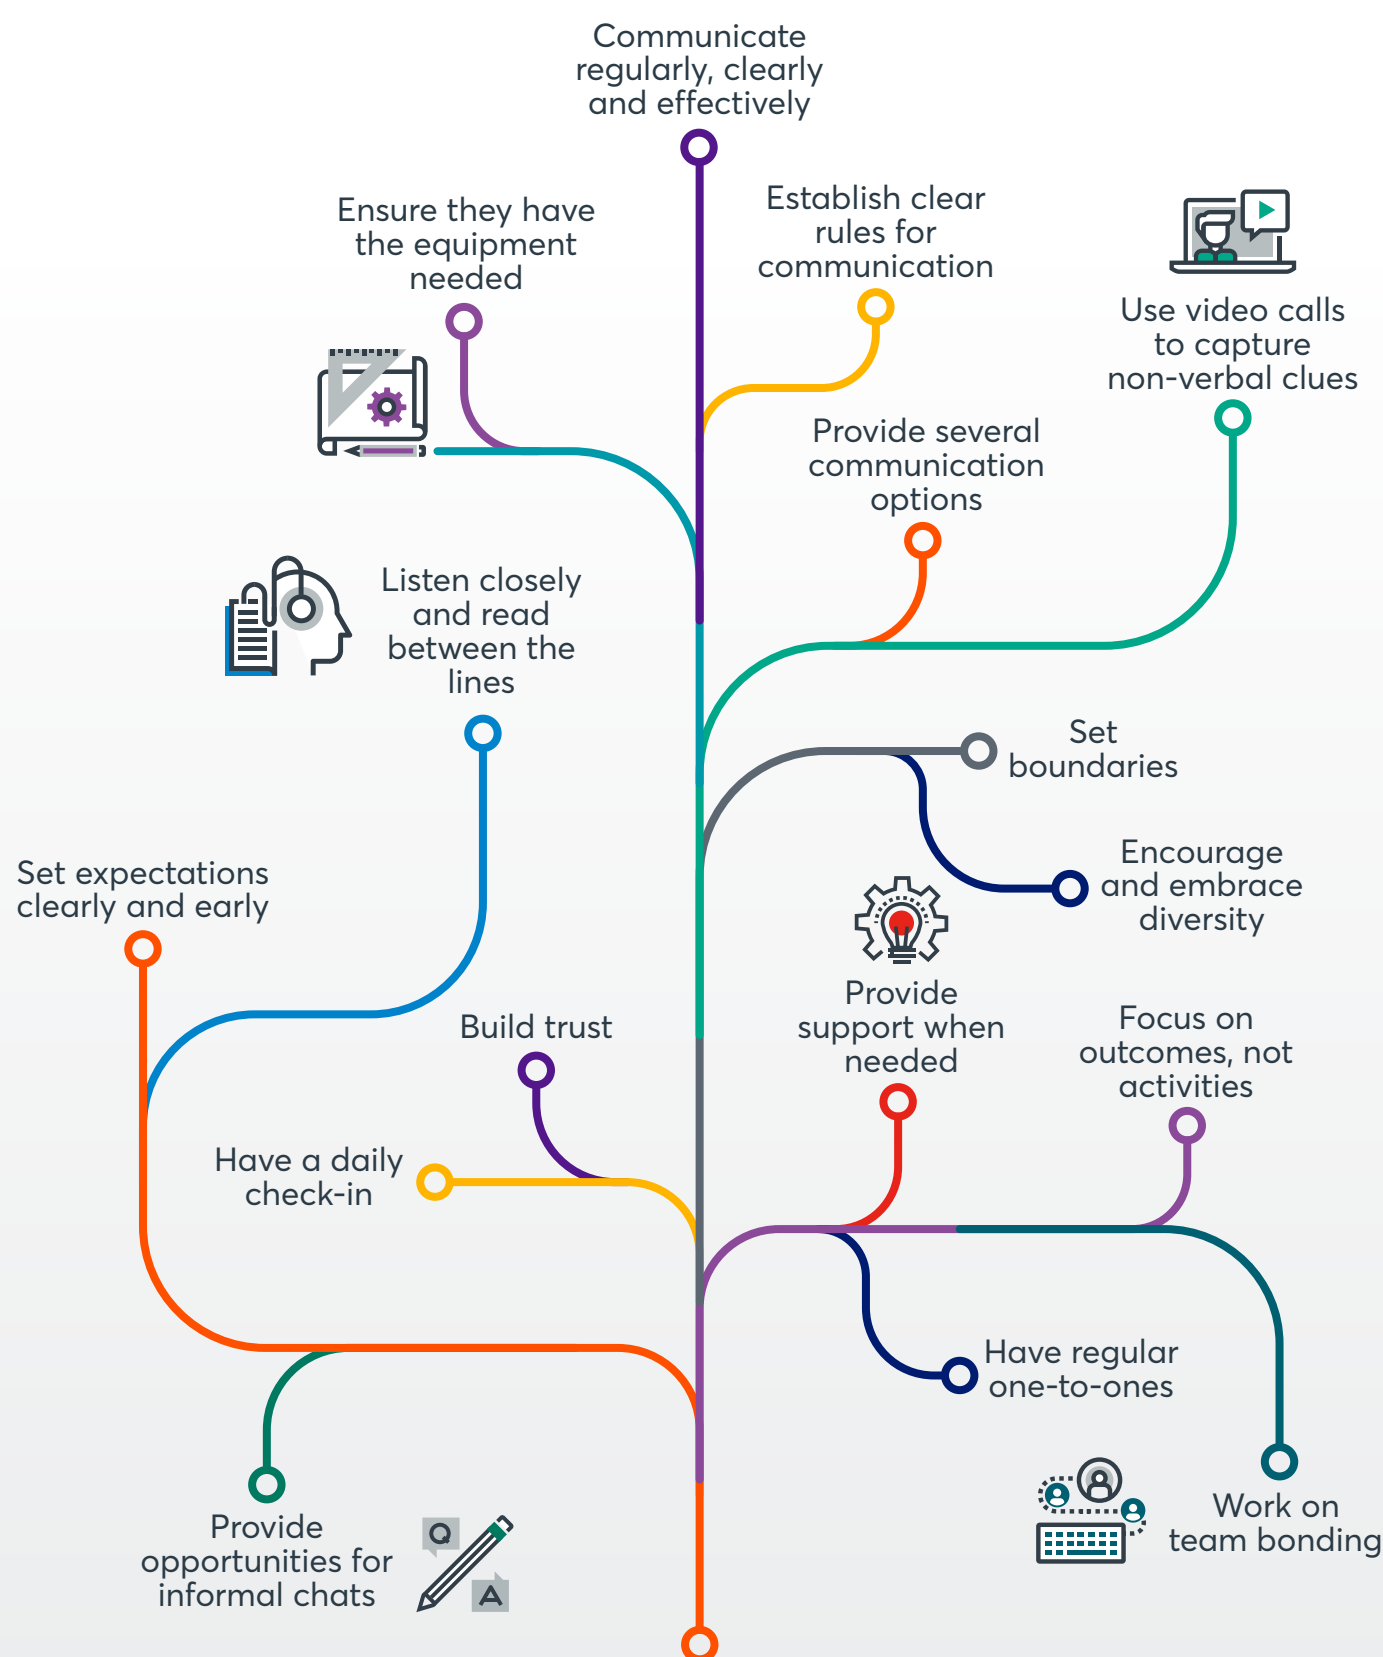 Communicate
regularly, clearly
and effectively
Ensure they have
the equipment
needed
Establish clear
rules for
communication
Use video calls
to capture
non-verbal clues
Provide several
communication
options
Listen closely
and read
between the
lines
Set
boundaries
Encourage
and embrace
diversity
Set expectations
clearly and early
Provide
support when
needed
Focus on
outcomes, not
activities
Build trust
Have a daily
check-in
Have regular
one-to-ones
Work on
team bonding
Provide
opportunities for
informal chats
Q
A